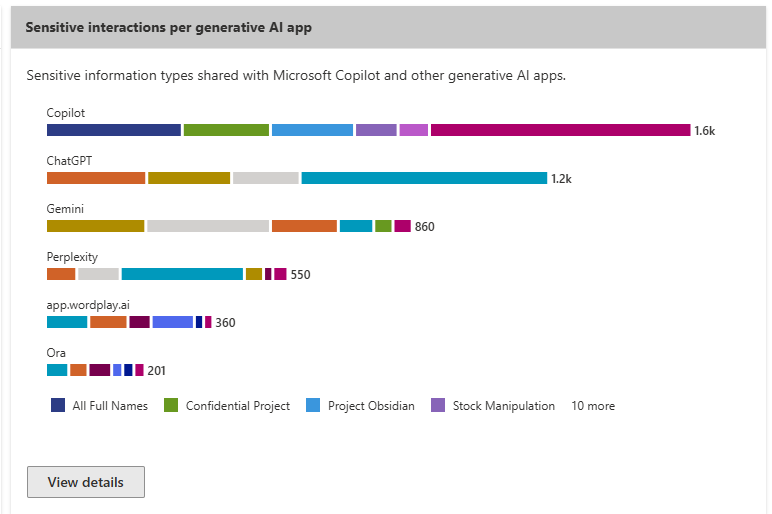 Sensitive interactions per generative AI app
Sensitive information types shared with Microsoft Copilot and other generative AI apps.
Copilot
1.6k
ChatGPT
1.2k
Gemini
860
Perplexity
550
app.wordplay.ai
360
Ora
201
All Full Names Confidential Project Project Obsidian Stock Manipulation 10 more
View details